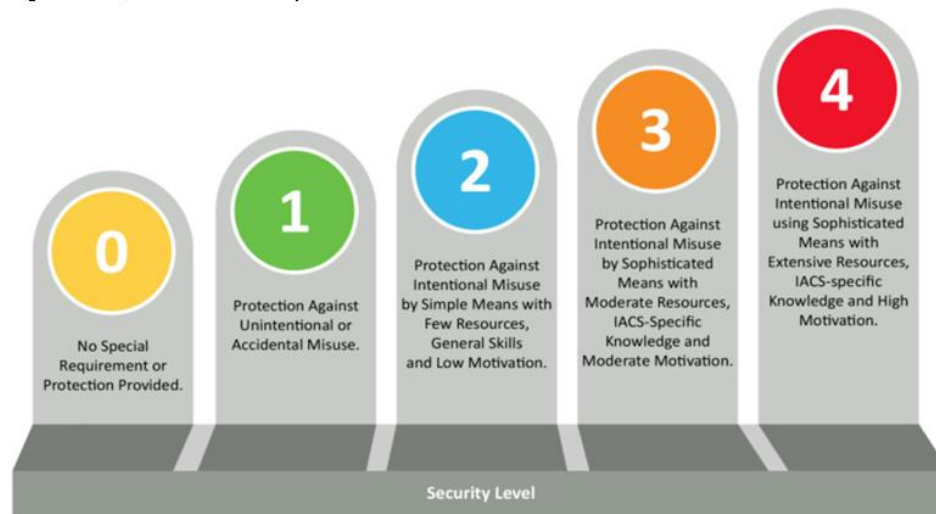 0
No Special
Requirement or
Protection Provided.
1
Protection Against
Unintentional or
Accidental Misuse.
2
Protection Against
Intentional Misuse
by Simple Means with
Few Resources,
General Skills
and Low Motivation.
3
Protection Against
Intentional Misuse
by Sophisticated
Means with
Moderate Resources,
IACS-Specific
Knowledge and
Moderate Motivation.
4
Protection Against
Intentional Misuse
using Sophisticated
Means with
Extensive Resources,
IACS-specific
Knowledge and High
Motivation.
Security Level